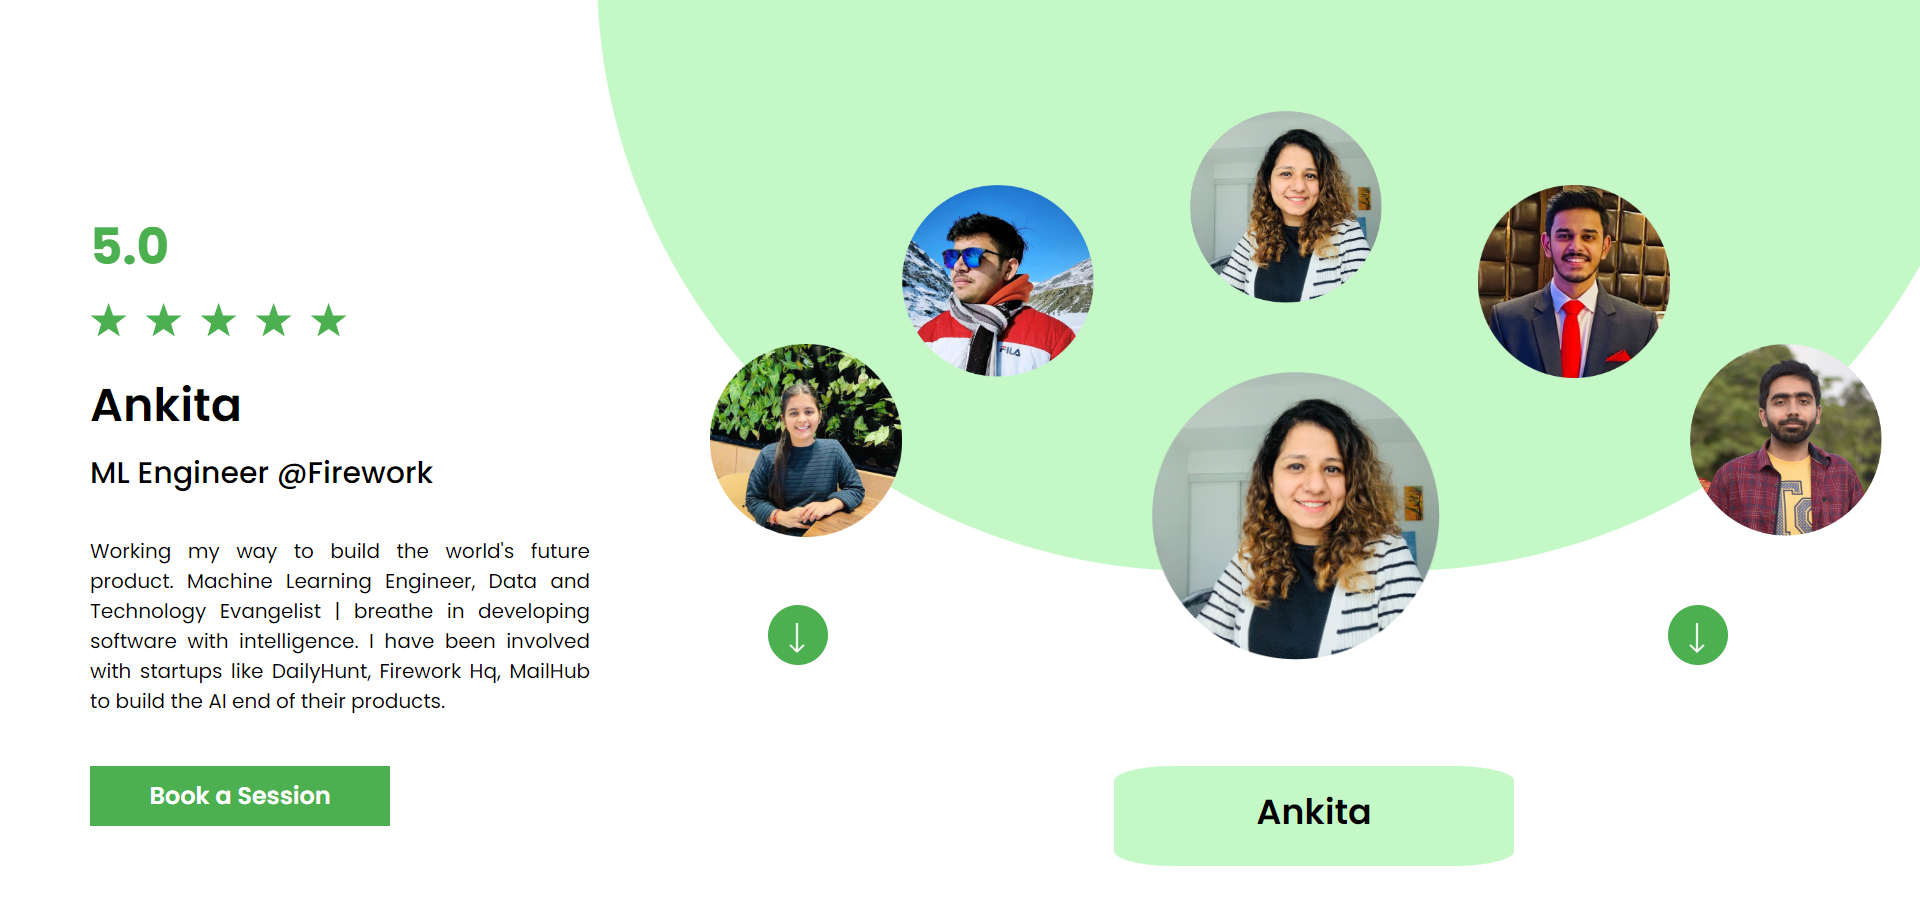 5.0
Ankita
ML Engineer @Firework
Working my way to build the world's future
product. Machine Learning Engineer, Data and
Technology Evangelist | breathe in developing
software with intelligence. I have been involved
with startups like DailyHunt, Firework Hq, MailHub
to build the AI end of their products.
Book a Session
FILA
Ankita